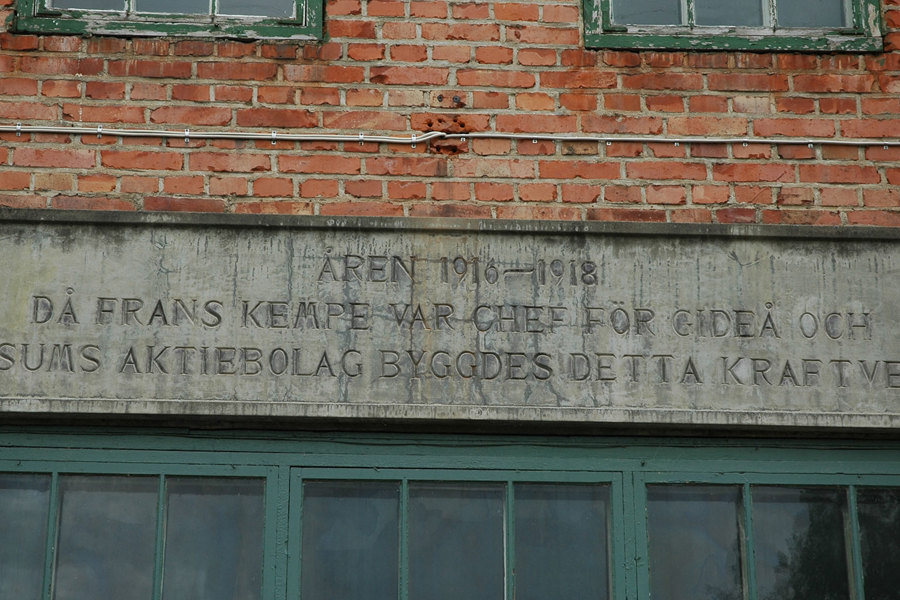 ÅREN 1916—1918
DÅ FRANS KEMPE VAR CHEF FÖR GIDEÅ OCH
SUMS AKTIEBOLAG BYGGDES DETTA KRAFTVE